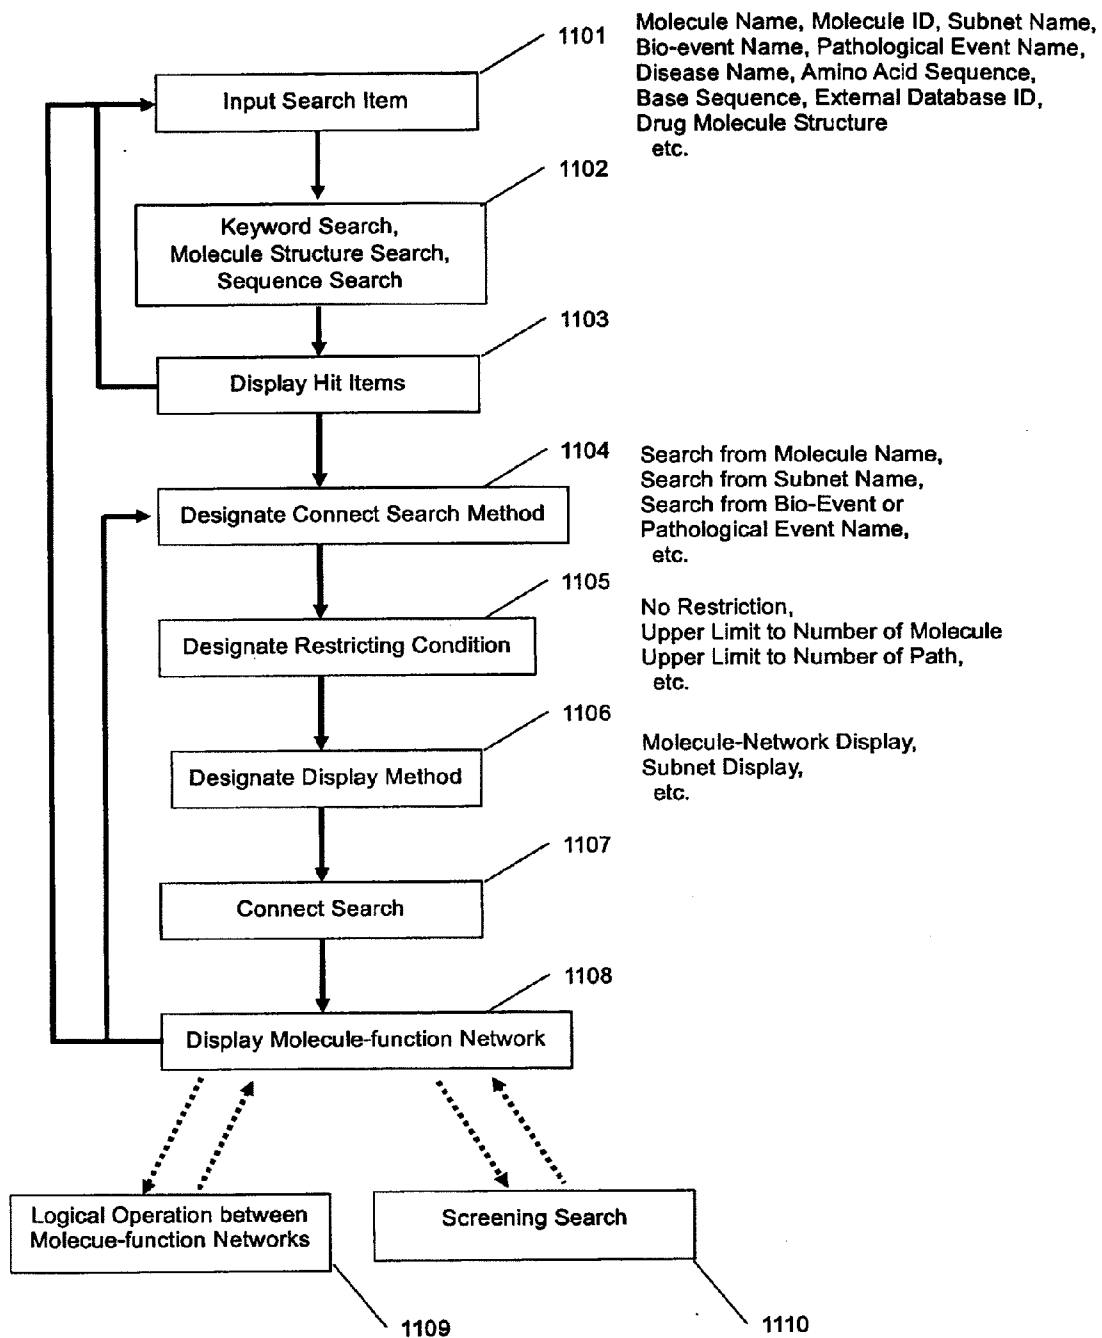 1101
Molecule Name, Molecule ID, Subnet Name,
Bio-event Name, Pathological Event Name,
Disease Name, Amino Acid Sequence,
Base Sequence, External Database ID,
Drug Molecule Structure
etc.
Input Search Item
1102
Keyword Search,
Molecule Structure Search,
Sequence Search
1103
Display Hit Items
1104
Search from Molecule Name,
Search from Subnet Name,
Search from Bio-Event or
Pathological Event Name,
etc.
Designate Connect Search Method
1105
No Restriction,
Upper Limit to Number of Molecule
Upper Limit to Number of Path,
etc.
Designate Restricting Condition
1106
Molecule-Network Display,
Subnet Display,
etc.
Designate Display Method
1107
Connect Search
1108
Display Molecule-function Network
Logical Operation between
Molecue-function Networks
Screening Search
1109
1110